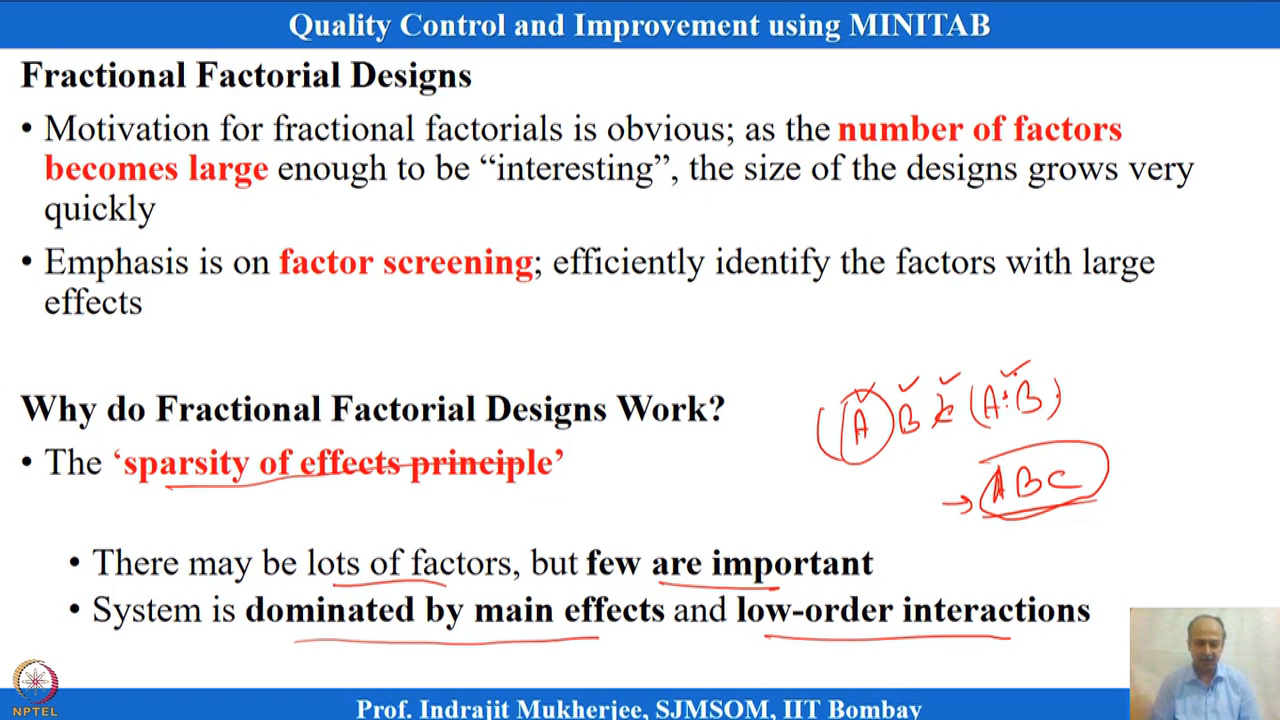 Quality Control and Improvement using MINITAB
Fractional Factorial Designs
• Motivation for fractional factorials is obvious; as the number of factors
becomes large enough to be “interesting”, the size of the designs grows very
quickly
• Emphasis is on factor screening; efficiently identify the factors with large
effects
Why do Fractional Factorial Designs Work?
A B C (A*B)
• The ‘sparsity of effects principle’
→ ABC
• There may be lots of factors, but few are important
• System is dominated by main effects and low-order interactions
NPTEL
Prof. Indrajit Mukherjee, SJMSOM, IIT Bombay